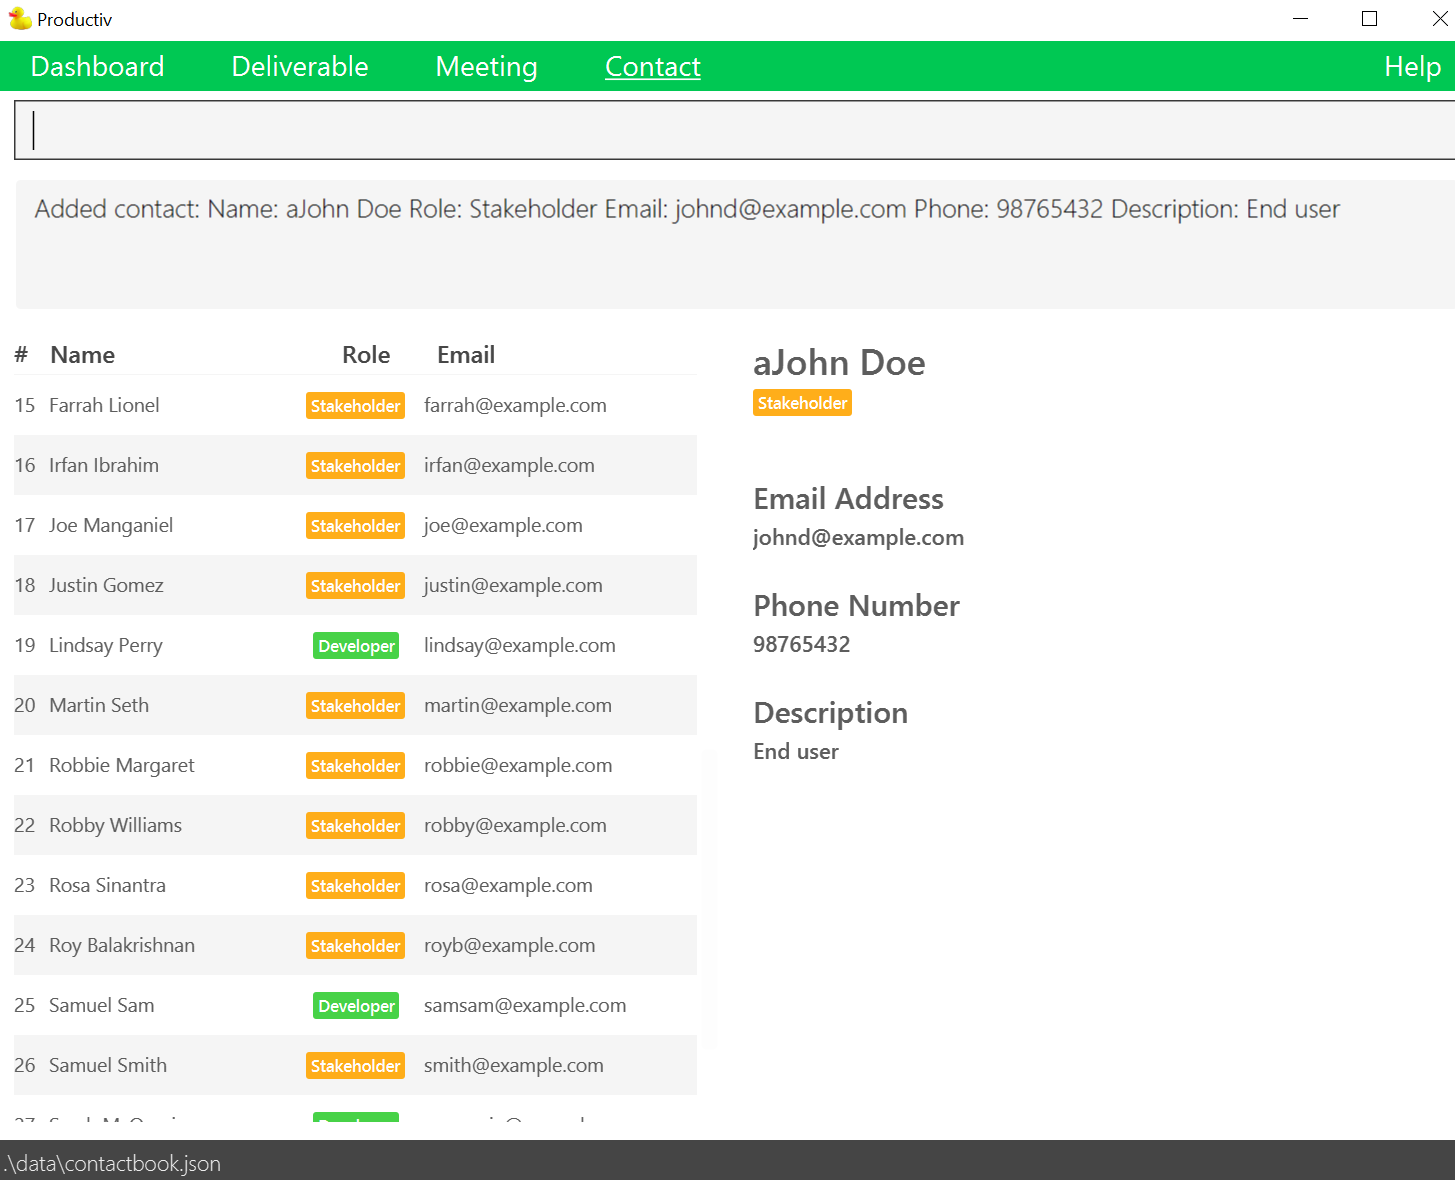 Productiv
Dashboard Deliverable Meeting Contact Help
Added contact: Name: aJohn Doe Role: Stakeholder Email: johnd@example.com Phone: 98765432 Description: End user
# Name Role Email
15 Farrah Lionel Stakeholder farrah@example.com
16 Irfan Ibrahim Stakeholder irfan@example.com
17 Joe Manganiel Stakeholder joe@example.com
18 Justin Gomez Stakeholder justin@example.com
19 Lindsay Perry Developer lindsay@example.com
20 Martin Seth Stakeholder martin@example.com
21 Robbie Margaret Stakeholder robbie@example.com
22 Robby Williams Stakeholder robby@example.com
23 Rosa Sinantra Stakeholder rosa@example.com
24 Roy Balakrishnan Stakeholder royb@example.com
25 Samuel Sam Developer samsam@example.com
26 Samuel Smith Stakeholder smith@example.com
aJohn Doe
Stakeholder
Email Address
johnd@example.com
Phone Number
98765432
Description
End user
.\data\contactbook.json